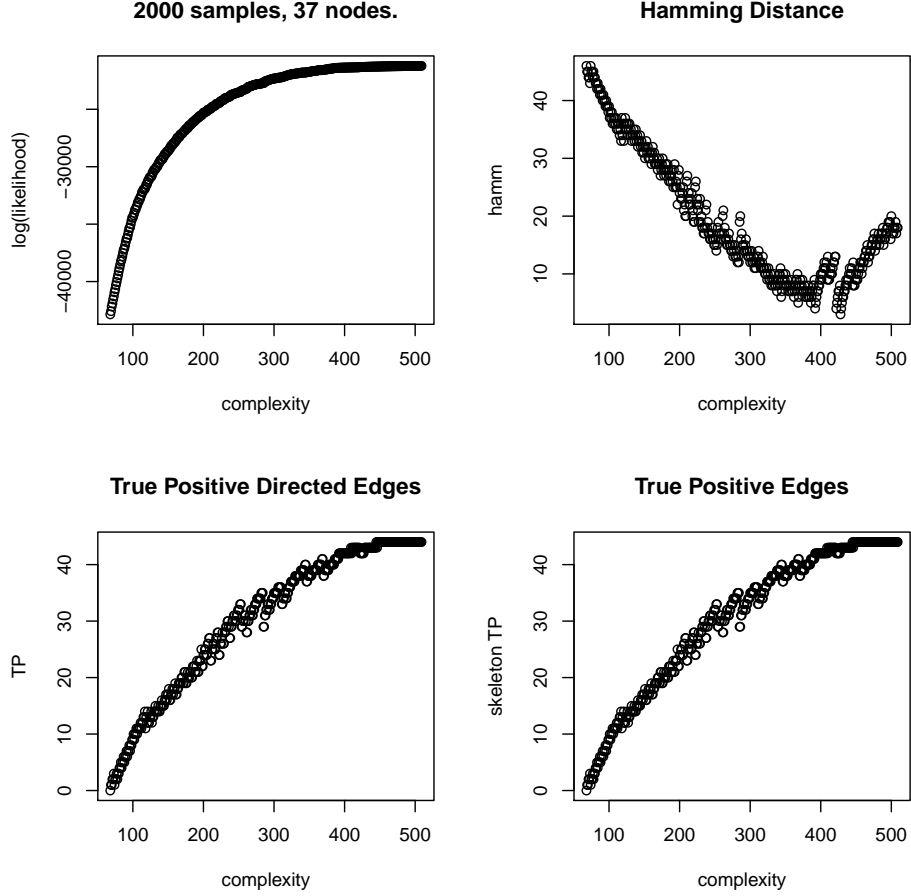 2000 samples, 37 nodes.
log(likelihood)
−30000
−40000
100 200 300 400 500
complexity
Hamming Distance
hamm
40
30
20
10
100 200 300 400 500
complexity
True Positive Directed Edges
TP
40
30
20
10
0
100 200 300 400 500
complexity
True Positive Edges
skeleton TP
40
30
20
10
0
100 200 300 400 500
complexity